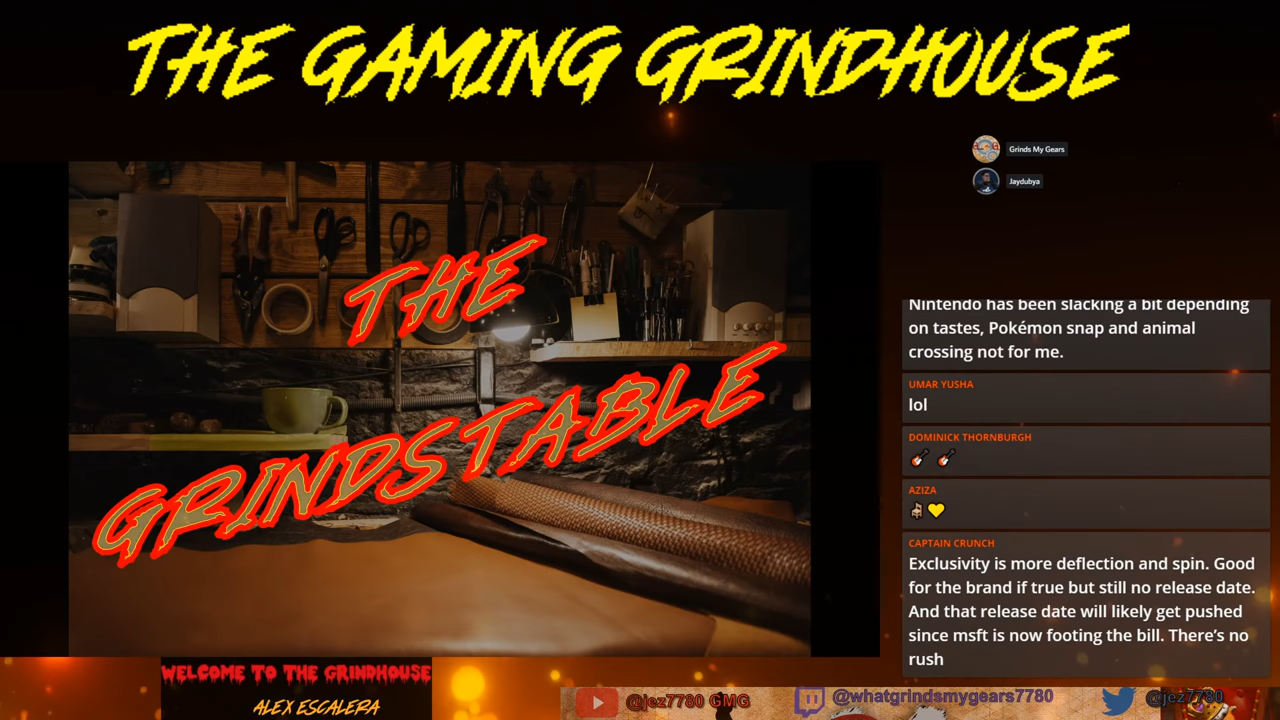 THE GAMING GRINDHOUSE
Grinds My Gears
Jaydubya
THE
GRINDSTABLE
Nintendo has been slacking a bit depending
on tastes, Pokémon snap and animal
crossing not for me.
UMAR YUSHA
lol
DOMINICK THORNBURGH
🎸 🎸
AZIZA
🪑💛
CAPTAIN CRUNCH
Exclusivity is more deflection and spin. Good
for the brand if true but still no release date.
And that release date will likely get pushed
since msft is now footing the bill. There’s no
rush
WELCOME TO THE GRINDHOUSE
ALEX ESCALERA
@jez7780 GMG
@whatgrindsmygears7780
@jez7780